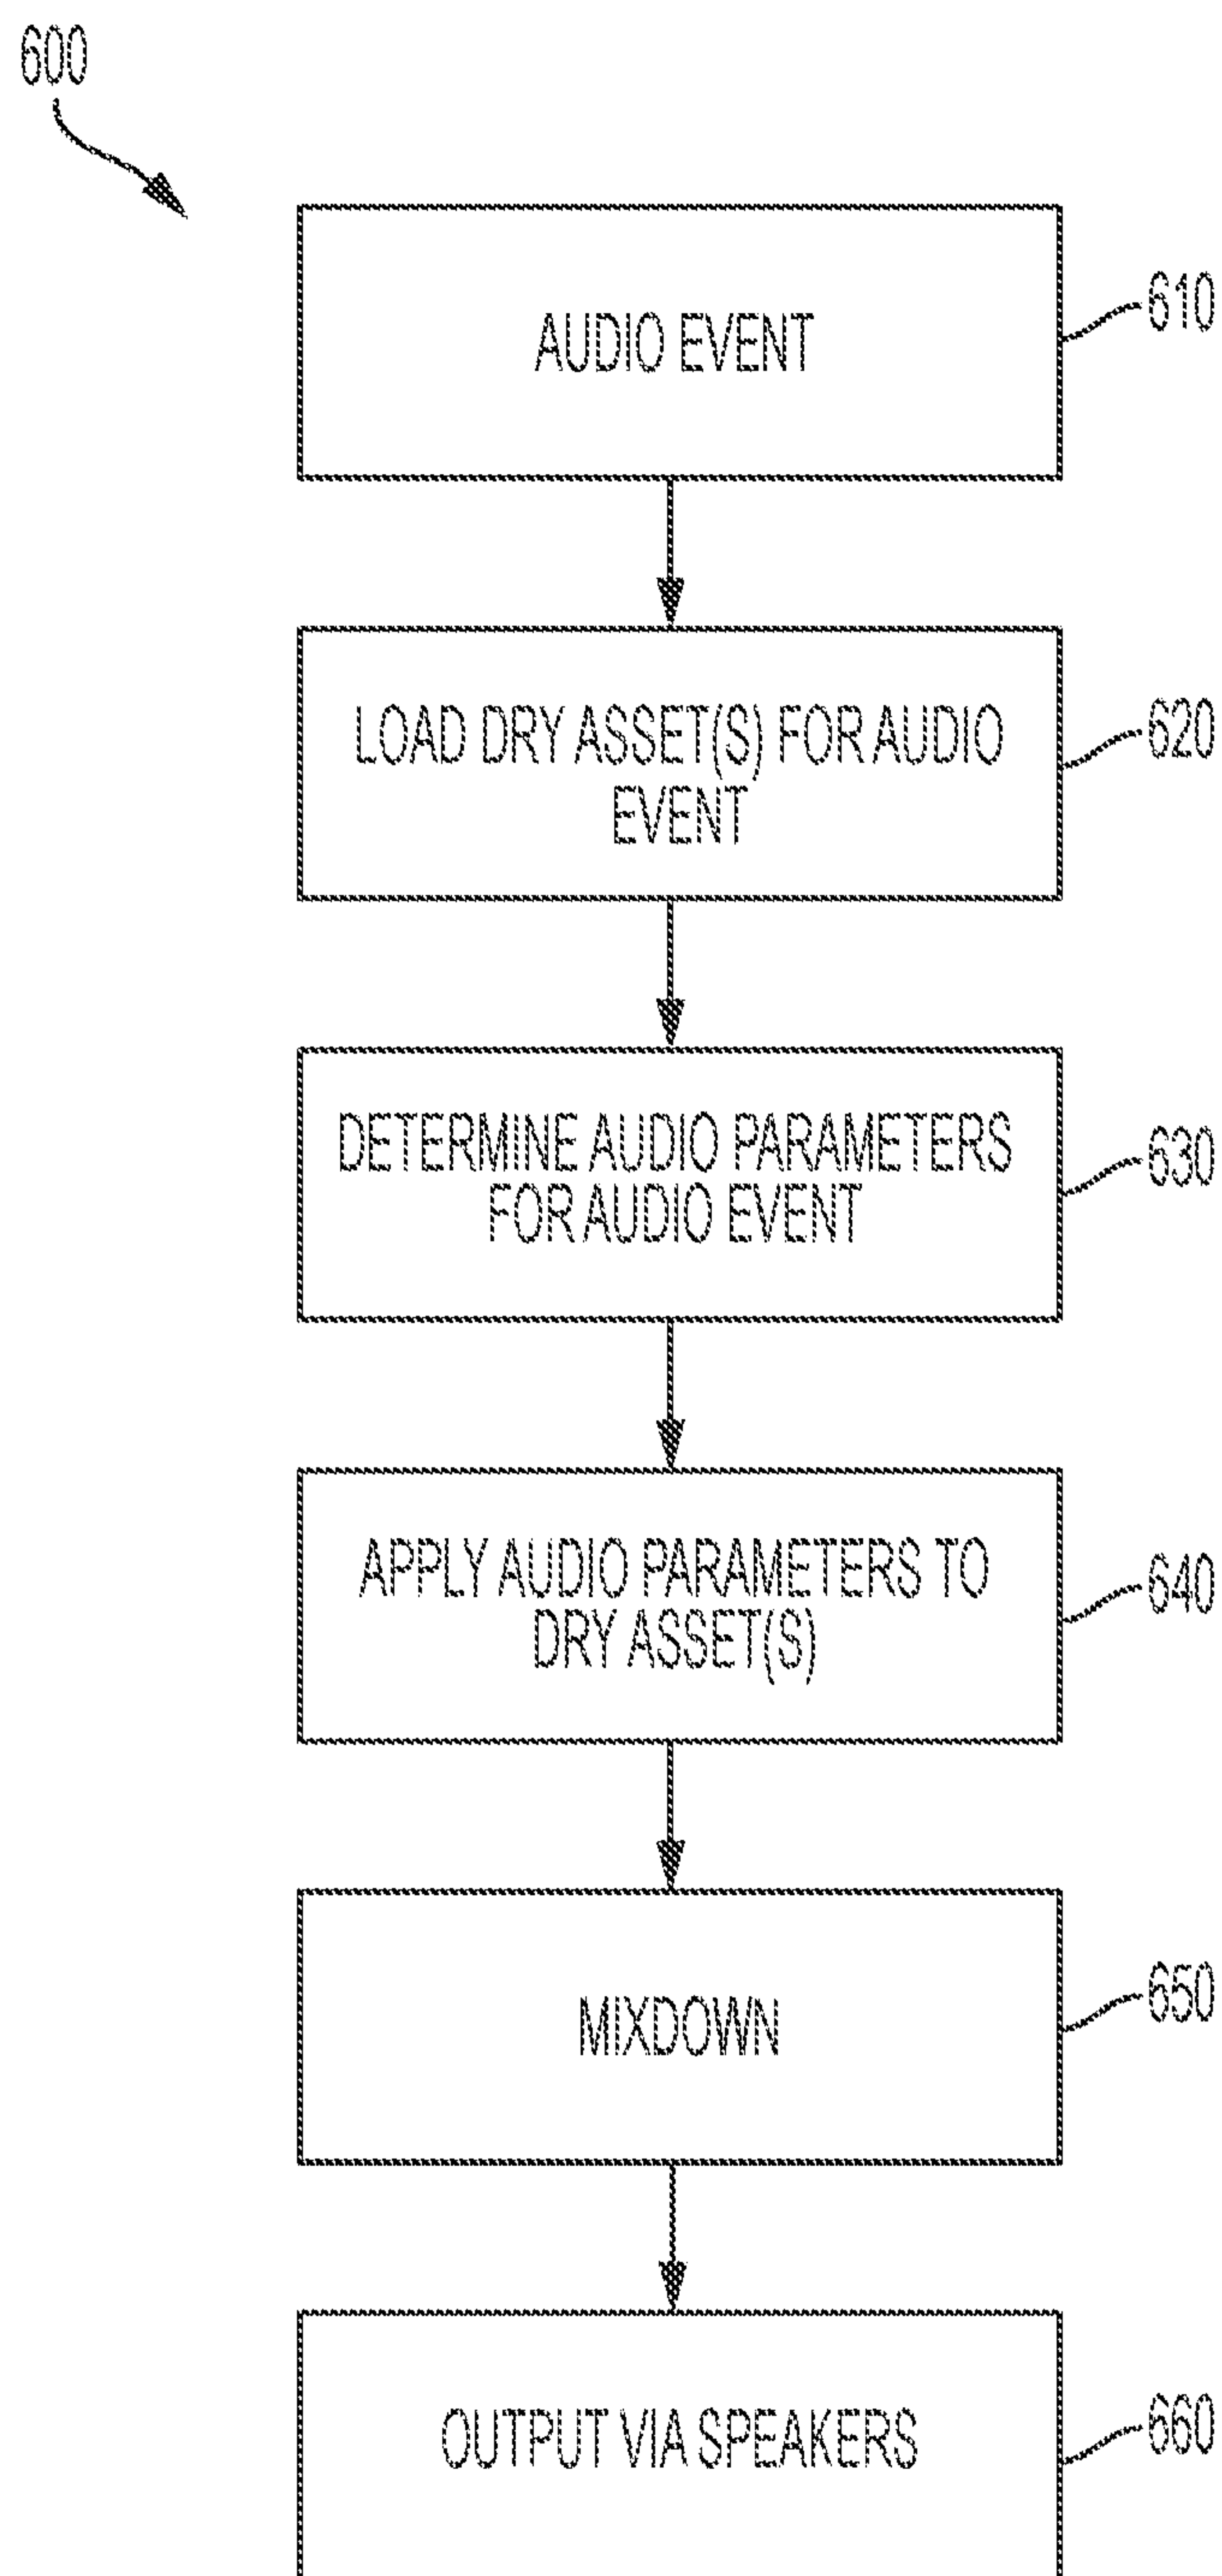 600
AUDIO EVENT
610
LOAD DRY ASSET(S) FOR AUDIO
EVENT
620
DETERMINE AUDIO PARAMETERS
FOR AUDIO EVENT
630
APPLY AUDIO PARAMETERS TO
DRY ASSET(S)
640
MIXDOWN
650
OUTPUT VIA SPEAKERS
660